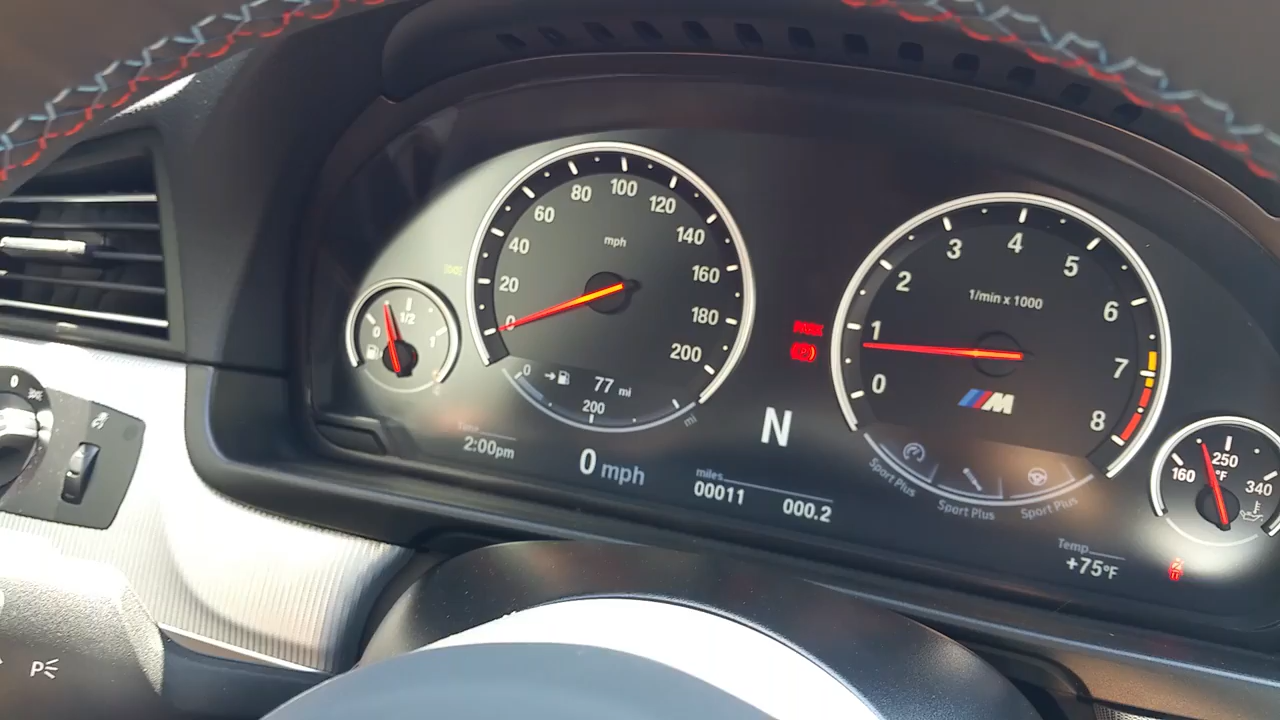 0
20
40
60
80
100
120
140
160
180
200
mph
0
1/2
1
0
77 mi
200
mi
Time
2:00pm
0 mph
miles
00011 000.2
N
0
1
2
3
4
5
6
7
8
1/min x 1000
M
Sport Plus
Sport Plus
Sport Plus
160
250
°F
340
Temp
+75°F
0
P